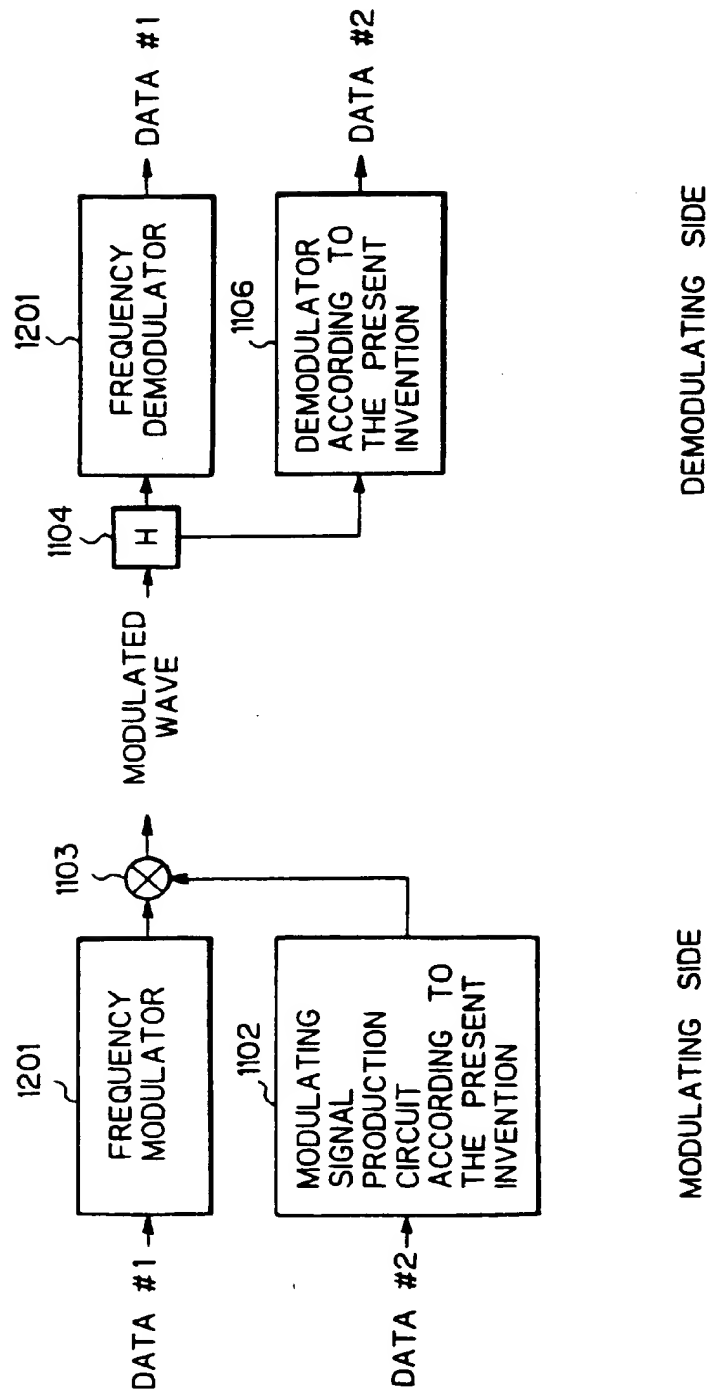 DATA #1
1201
FREQUENCY
MODULATOR
1103
MODULATED
WAVE
1104
H
1201
FREQUENCY
DEMODULATOR
DATA #1
DATA #2
1102
MODULATING
SIGNAL
PRODUCTION
CIRCUIT
ACCORDING TO
THE PRESENT
INVENTION
1106
DEMODULATOR
ACCORDING TO
THE PRESENT
INVENTION
DATA #2
MODULATING SIDE
DEMODULATING SIDE